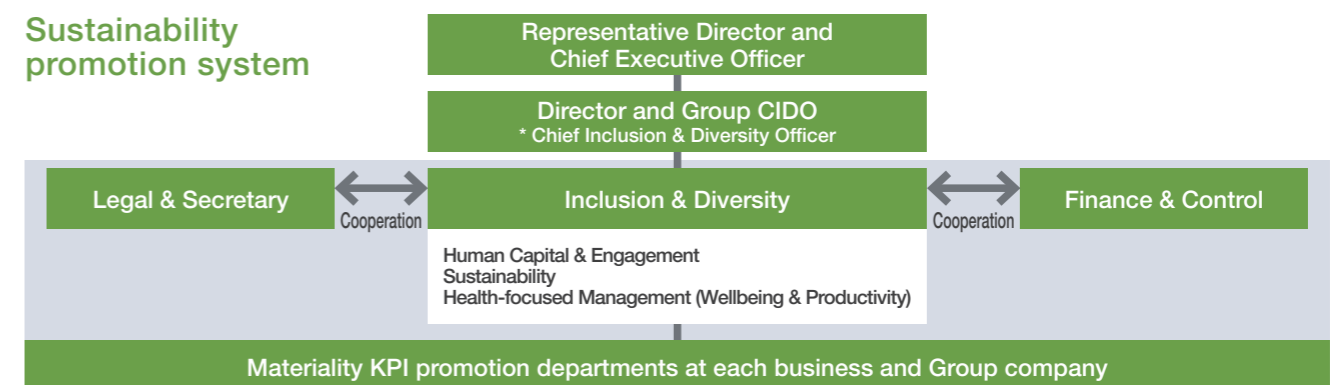 Sustainability
promotion system
Representative Director and
Chief Executive Officer
Director and Group CIDO
* Chief Inclusion & Diversity Officer
Legal & Secretary
Cooperation
Inclusion & Diversity
Cooperation
Finance & Control
Human Capital & Engagement
Sustainability
Health-focused Management (Wellbeing & Productivity)
Materiality KPI promotion departments at each business and Group company